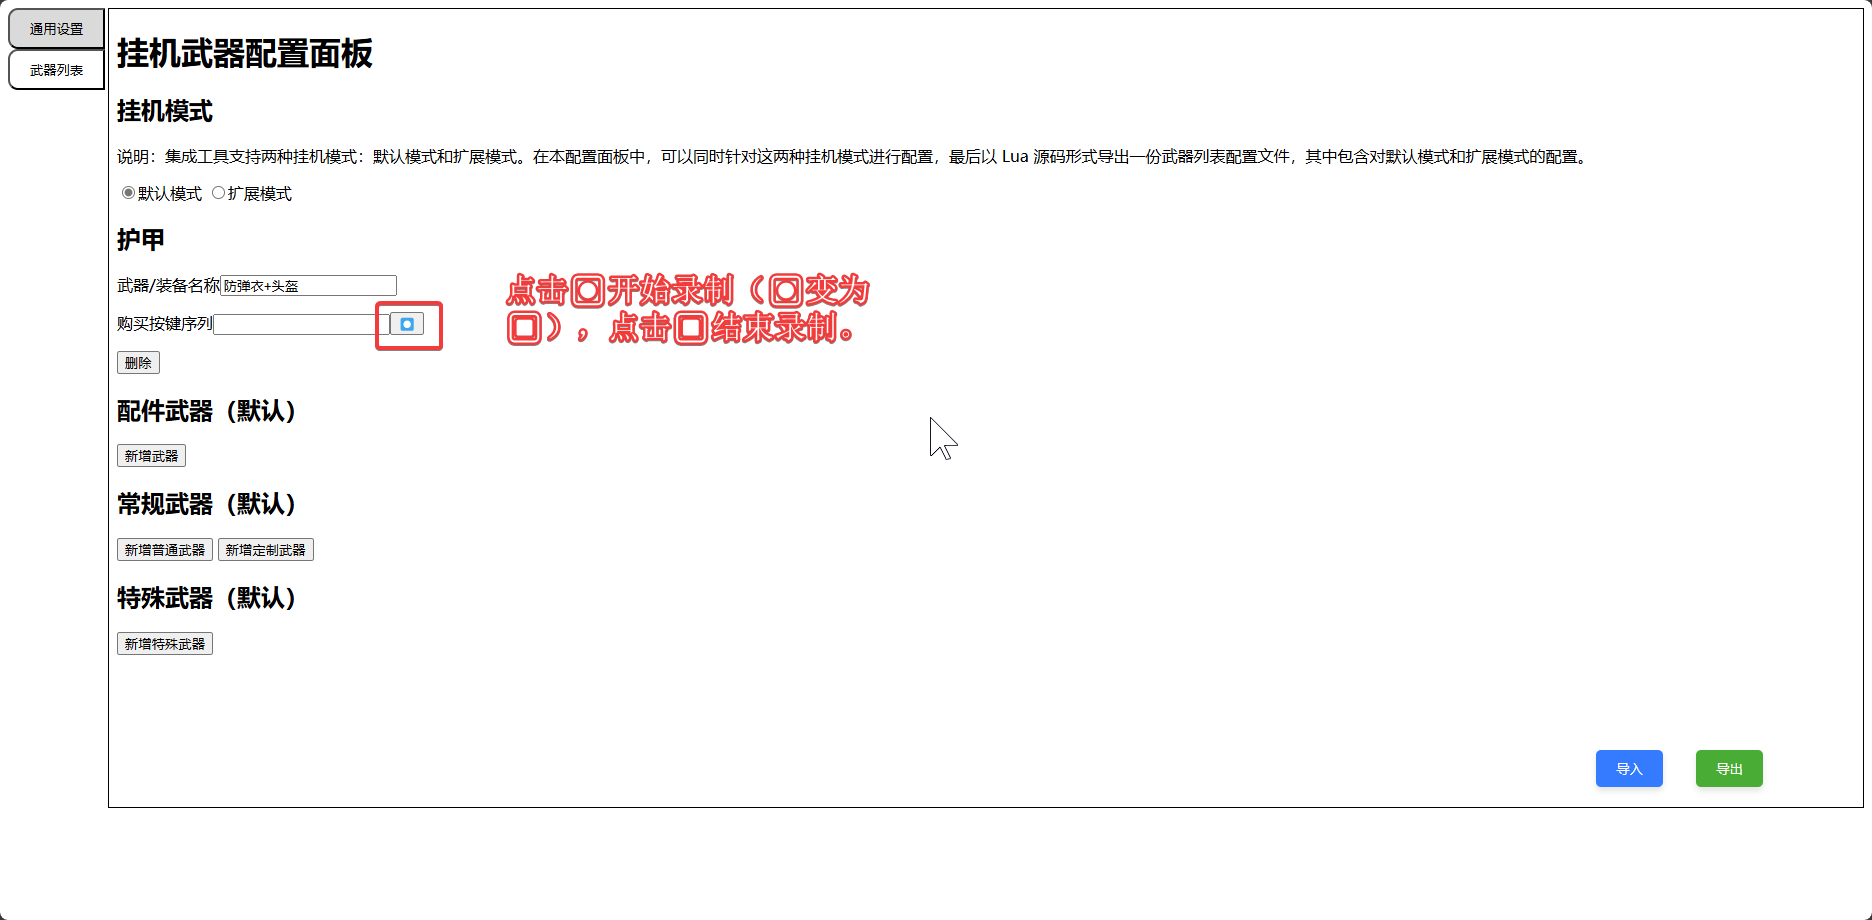 通用设置
武器列表
挂机武器配置面板
挂机模式
说明：集成工具支持两种挂机模式：默认模式和扩展模式。在本配置面板中，可以同时针对这两种挂机模式进行配置，最后以 Lua 源码形式导出一份武器列表配置文件，其中包含对默认模式和扩展模式的配置。
默认模式 扩展模式
护甲
武器/装备名称 防弹衣+头盔
购买按键序列
点击⏺开始录制（⏺变为
⏹），点击⏹结束录制。
删除
配件武器（默认）
新增武器
常规武器（默认）
新增普通武器 新增定制武器
特殊武器（默认）
新增特殊武器
导入 导出